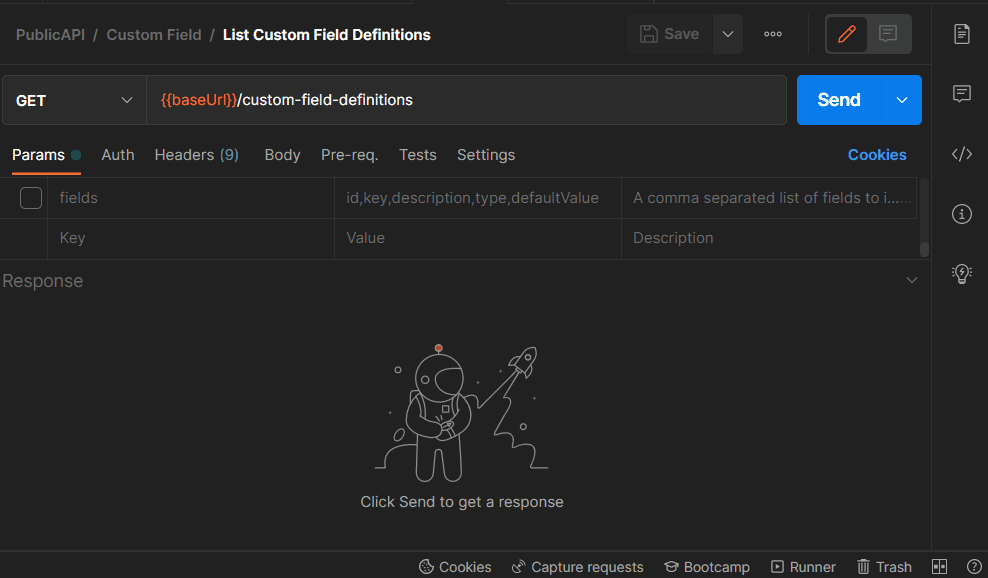 PublicAPI / Custom Field / List Custom Field Definitions
Save
GET
{{baseUrl}}/custom-field-definitions
Send
Params
Auth
Headers (9)
Body
Pre-req.
Tests
Settings
Cookies
fields
id,key,description,type,defaultValue
A comma separated list of fields to i...
Key
Value
Description
Response
Click Send to get a response
Cookies
Capture requests
Bootcamp
Runner
Trash